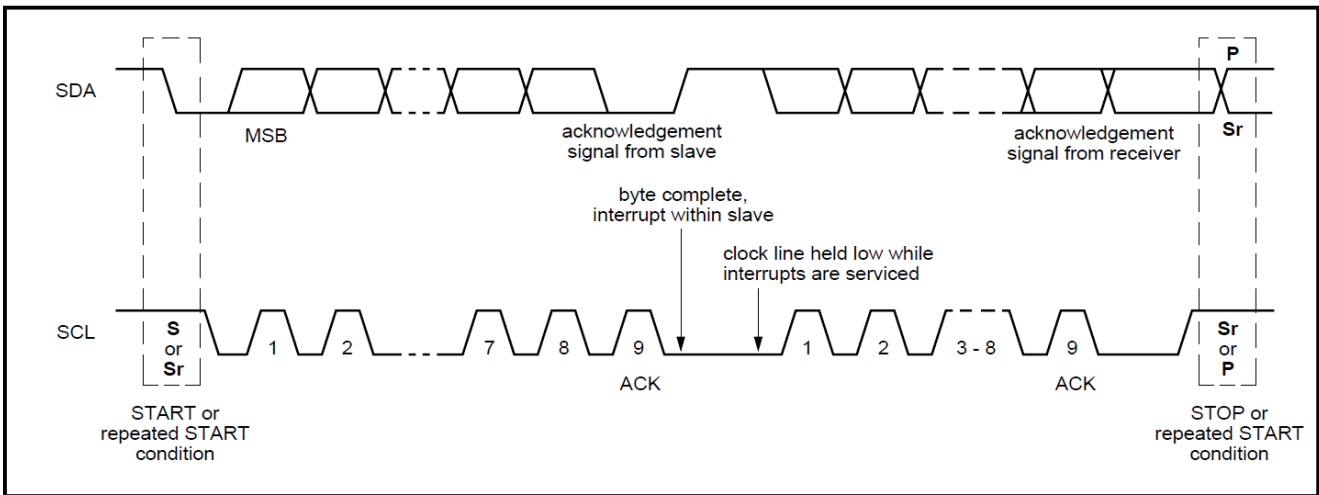 P
SDA
MSB
acknowledgement
signal from slave
acknowledgement
signal from receiver
Sr
byte complete,
interrupt within slave
clock line held low while
interrupts are serviced
SCL
S
or
Sr
1
2
7
8
9
1
2
3 - 8
9
Sr
or
P
ACK
ACK
START or
repeated START
condition
STOP or
repeated START
condition